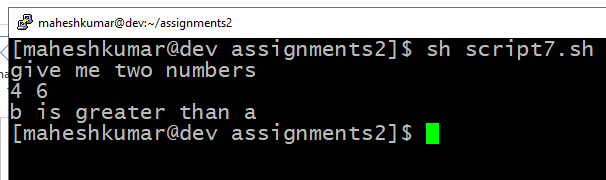 maheshkumar@dev:~/assignments2
[maheshkumar@dev assignments2]$ sh script7.sh
give me two numbers
4 6
b is greater than a
[maheshkumar@dev assignments2]$